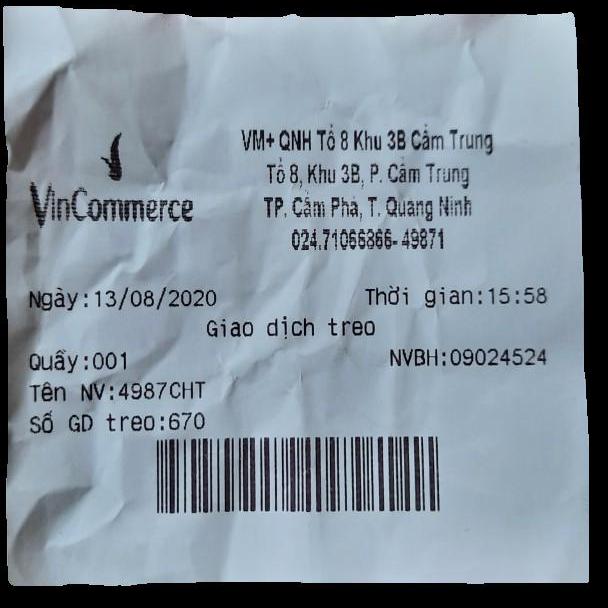 VinCommerce
VM+ QNH Tổ 8 Khu 3B Cẩm Trung
Tổ 8, Khu 3B, P. Cẩm Trung
TP. Cẩm Phả, T. Quảng Ninh
024.71066866-49871
Ngày:13/08/2020 Thời gian:15:58
Giao dịch treo
Quầy:001 NVBH:09024524
Tên NV:4987CHT
Số GD treo:670